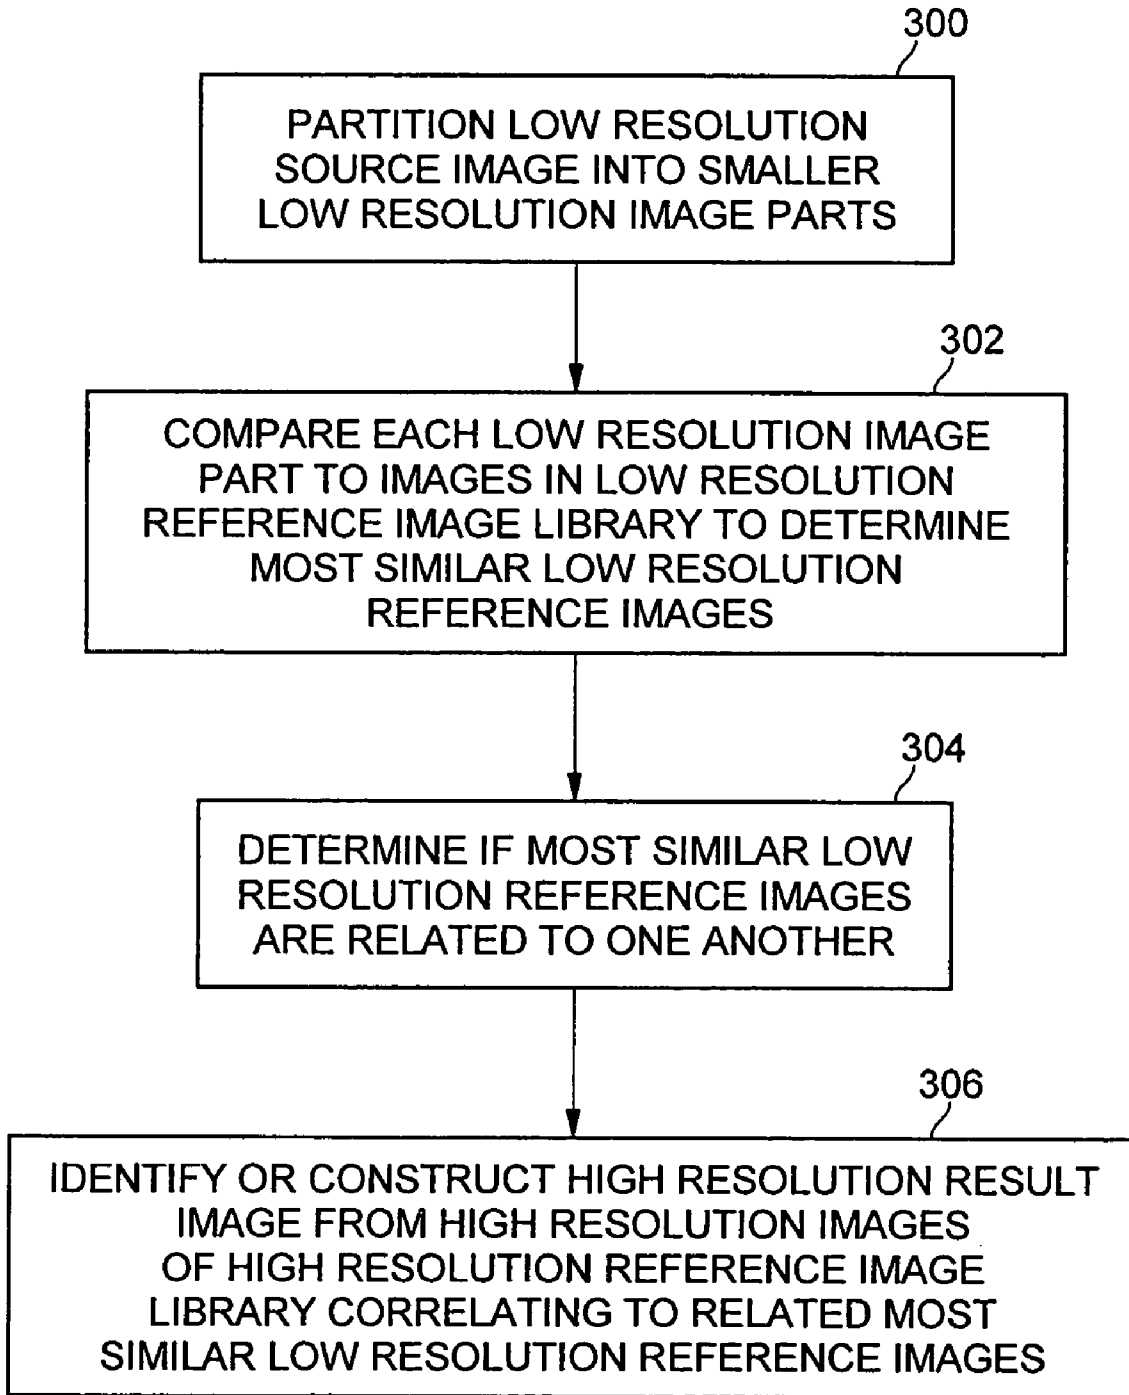 300
PARTITION LOW RESOLUTION
SOURCE IMAGE INTO SMALLER
LOW RESOLUTION IMAGE PARTS
302
COMPARE EACH LOW RESOLUTION IMAGE
PART TO IMAGES IN LOW RESOLUTION
REFERENCE IMAGE LIBRARY TO DETERMINE
MOST SIMILAR LOW RESOLUTION
REFERENCE IMAGES
304
DETERMINE IF MOST SIMILAR LOW
RESOLUTION REFERENCE IMAGES
ARE RELATED TO ONE ANOTHER
306
IDENTIFY OR CONSTRUCT HIGH RESOLUTION RESULT
IMAGE FROM HIGH RESOLUTION IMAGES
OF HIGH RESOLUTION REFERENCE IMAGE
LIBRARY CORRELATING TO RELATED MOST
SIMILAR LOW RESOLUTION REFERENCE IMAGES